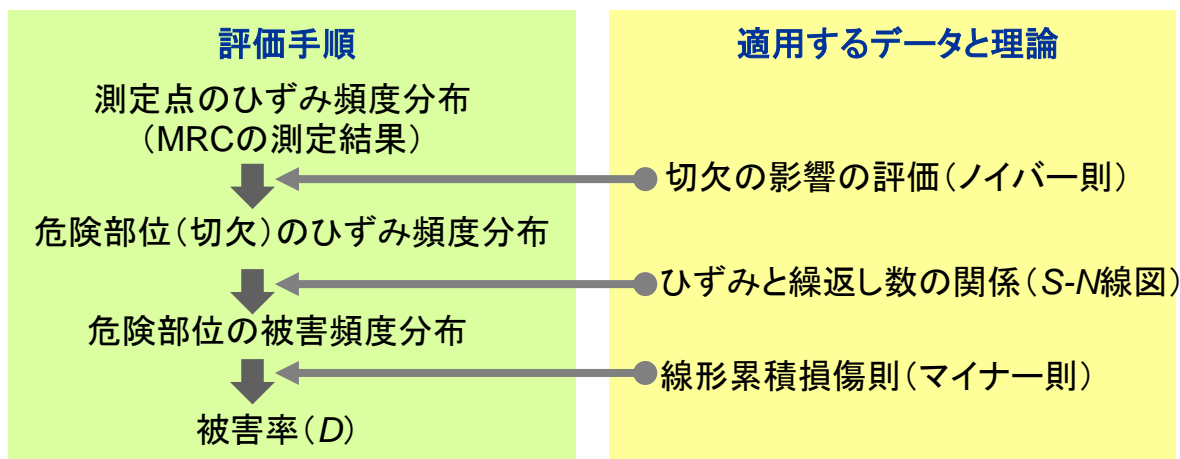 評価手順
測定点のひずみ頻度分布
（MRCの測定結果）
危険部位（切欠）のひずみ頻度分布
危険部位の被害頻度分布
被害率（D）
適用するデータと理論
切欠の影響の評価（ノイバー則）
ひずみと繰返し数の関係（S-N線図）
線形累積損傷則（マイナー則）